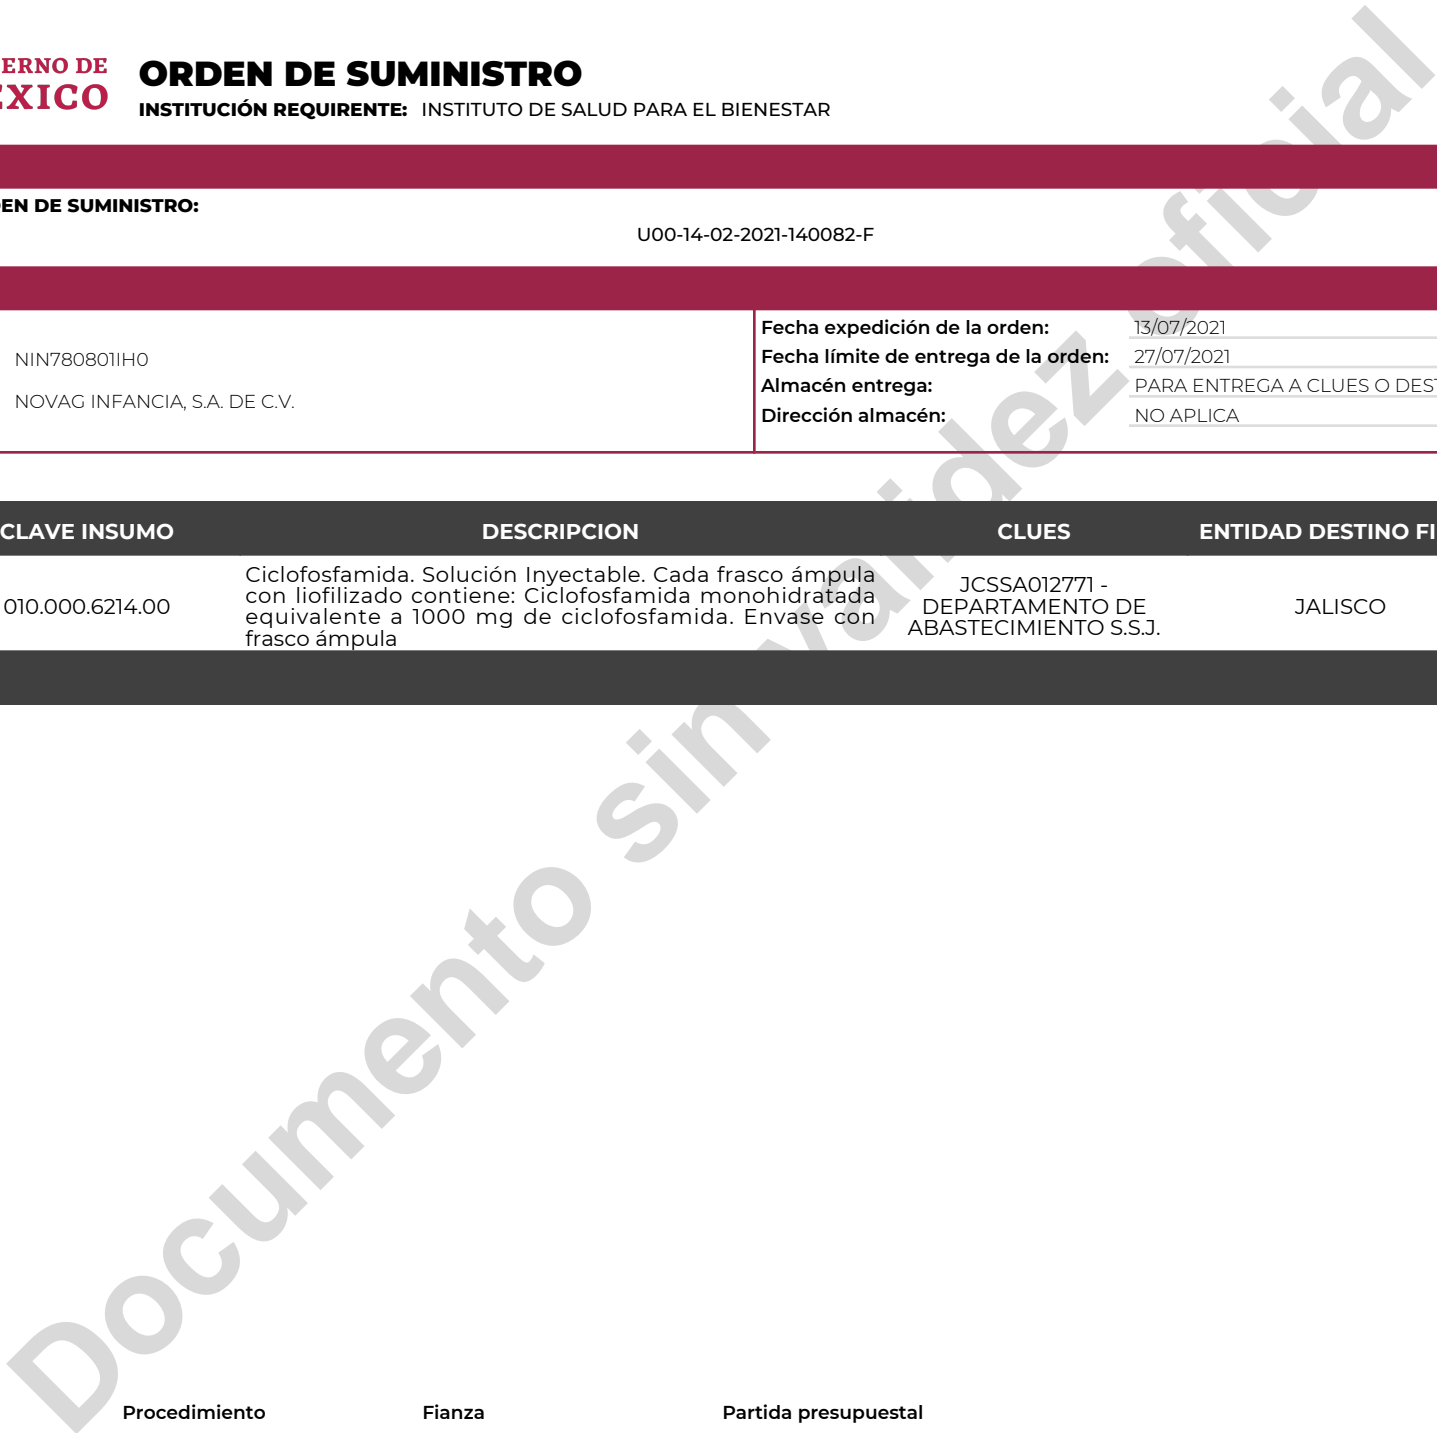 ERNO DE
ORDEN DE SUMINISTRO
INSTITUCIÓN REQUIRENTE: INSTITUTO DE SALUD PARA EL BIENESTAR
EXICO
EN DE SUMINISTRO:
U00-14-02-2021-140082-F
NIN780801IH0
NOVAG INFANCIA, S.A. DE C.V.
Fecha expedición de la orden: 13/07/2021
Fecha límite de entrega de la orden: 27/07/2021
Almacén entrega: PARA ENTREGA A CLUES O DEST
Dirección almacén: NO APLICA
CLAVE INSUMO DESCRIPCION CLUES ENTIDAD DESTINO FI
010.000.6214.00
Ciclofosfamida. Solución Inyectable. Cada frasco ámpula
con liofilizado contiene: Ciclofosfamida monohidratada
equivalente a 1000 mg de ciclofosfamida. Envase con
frasco ámpula
JCSSA012771 -
DEPARTAMENTO DE
ABASTECIMIENTO S.S.J.
JALISCO
Documento sin validez oficial
Procedimiento Fianza Partida presupuestal